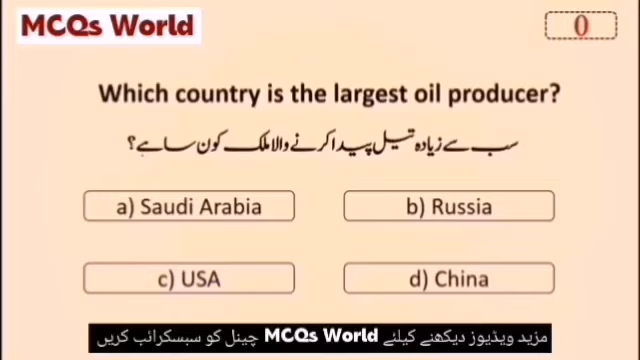 MCQs World
0
Which country is the largest oil producer?
سب سے زیادہ تیل پیدا کرنے والا ملک کون سا ہے؟
a) Saudi Arabia
b) Russia
c) USA
d) China
مزید ویڈیوز دیکھنے کیلئے MCQs World چینل کو سبسکرائب کریں